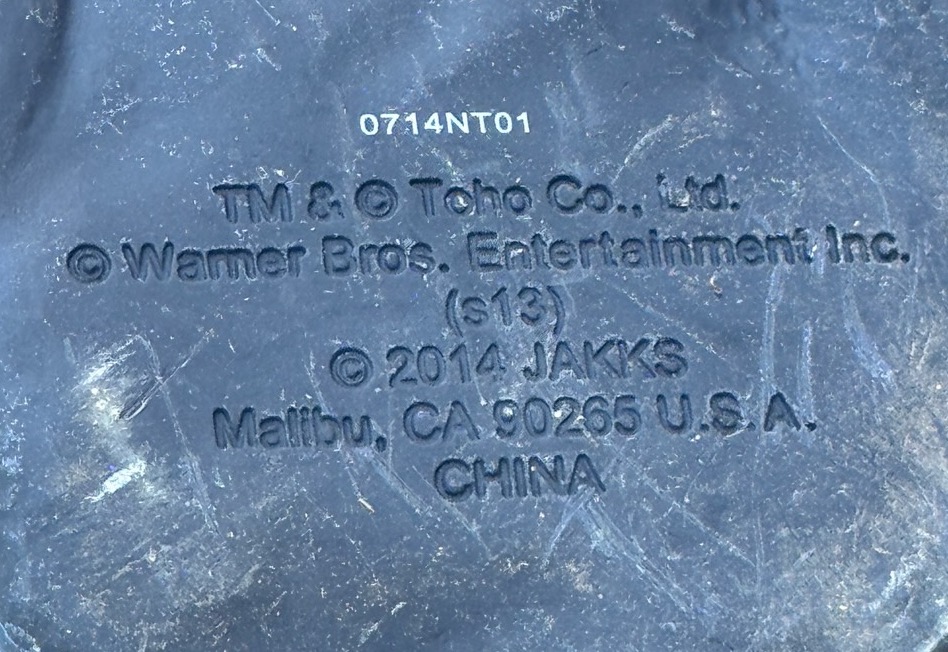 0714NT01
TM & © Toho Co., Ltd.
© Warner Bros. Entertainment Inc.
(s13)
© 2014 JAKKS
Malibu, CA 90265 U.S.A.
CHINA